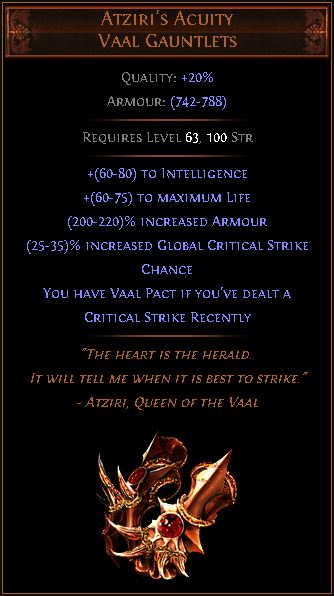 Atziri's Acuity
Vaal Gauntlets
Quality: +20%
Armour: (742-788)
Requires Level 63, 100 Str
+(60-80) to Intelligence
+(60-75) to maximum Life
(200-220)% increased Armour
(25-35)% increased Global Critical Strike
Chance
You have Vaal Pact if you've dealt a
Critical Strike Recently
"The heart is the herald.
It will tell me when it is best to strike."
- Atziri, Queen of the Vaal